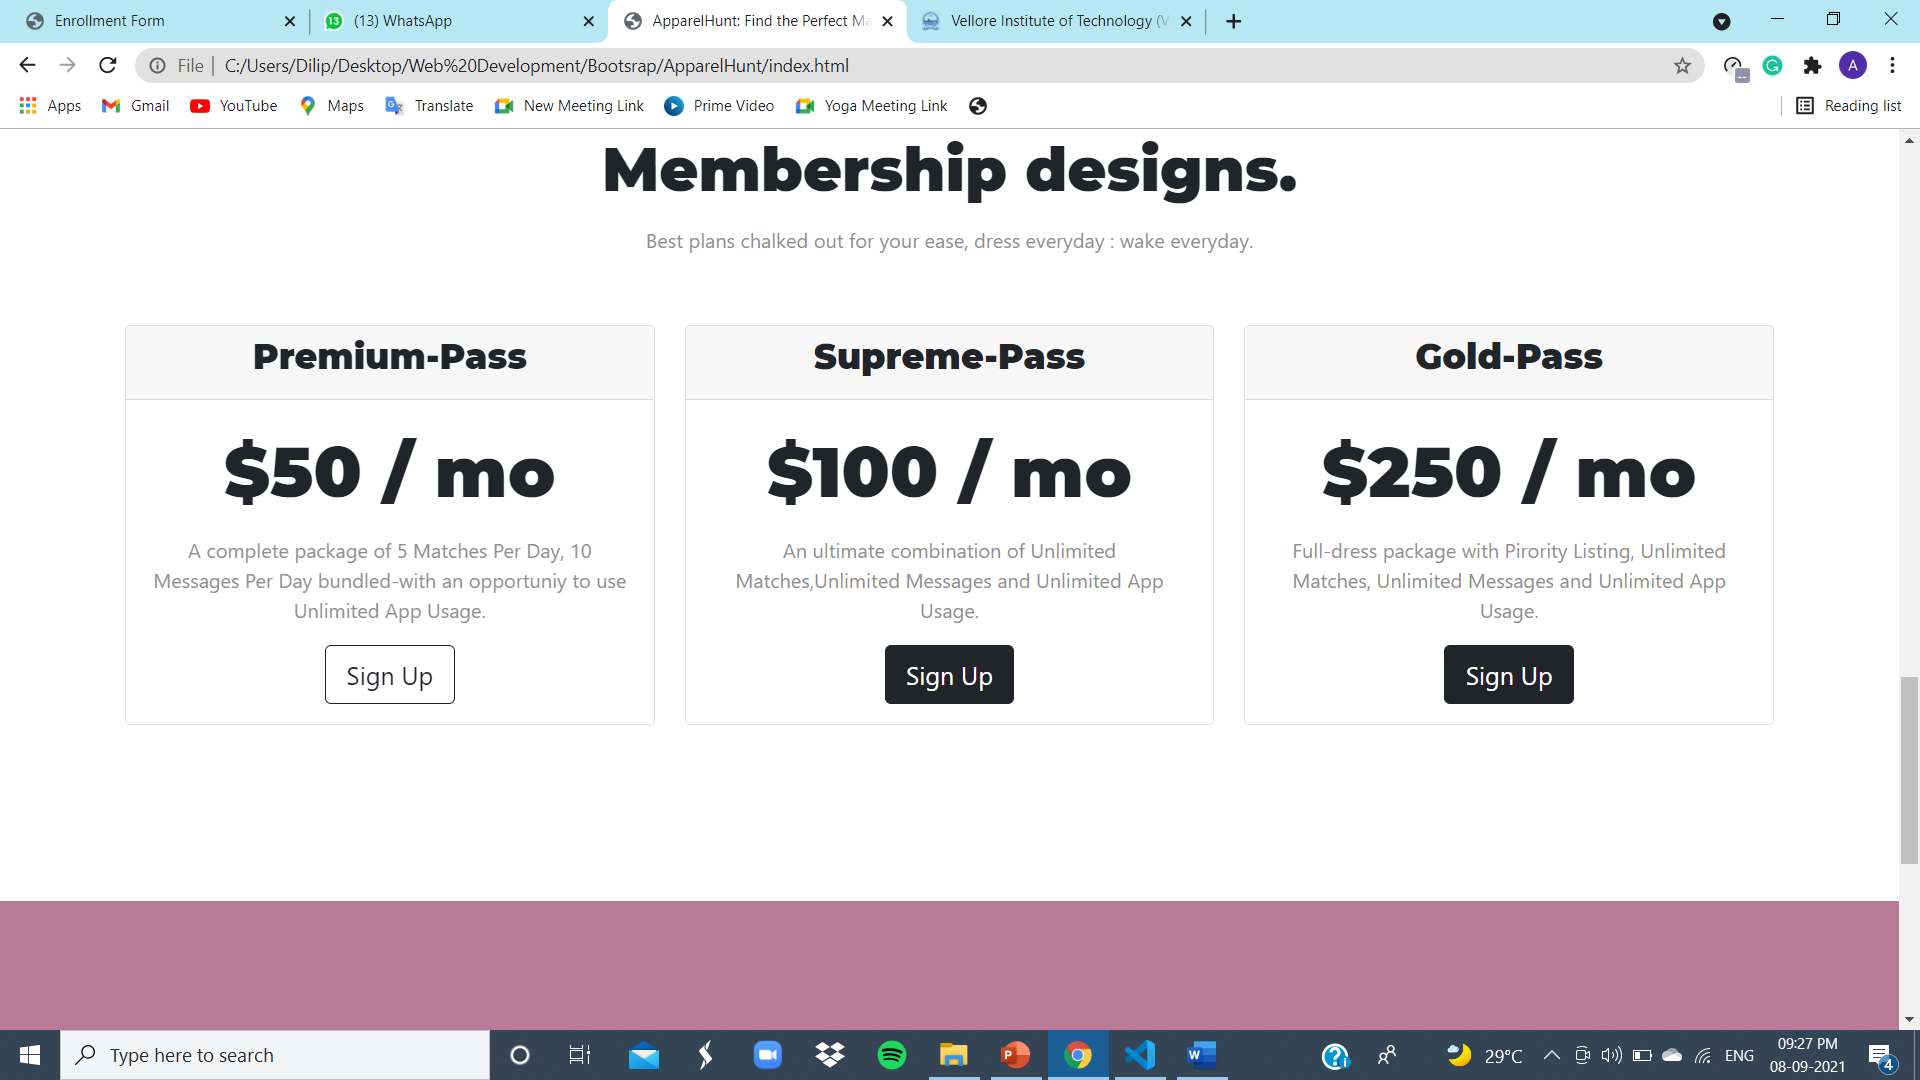 Enrollment Form
(13) WhatsApp
ApparelHunt: Find the Perfect Ma
Vellore Institute of Technology (V
File
C:/Users/Dilip/Desktop/Web%20Development/Bootsrap/ApparelHunt/index.html
A
Apps
Gmail
YouTube
Maps
Translate
New Meeting Link
Prime Video
Yoga Meeting Link
Reading list
Membership designs.
Best plans chalked out for your ease, dress everyday : wake everyday.
Premium-Pass
$50 / mo
A complete package of 5 Matches Per Day, 10
Messages Per Day bundled-with an opportuniy to use
Unlimited App Usage.
Sign Up
Supreme-Pass
$100 / mo
An ultimate combination of Unlimited
Matches,Unlimited Messages and Unlimited App
Usage.
Sign Up
Gold-Pass
$250 / mo
Full-dress package with Pirority Listing, Unlimited
Matches, Unlimited Messages and Unlimited App
Usage.
Sign Up
Type here to search
29°C
ENG
09:27 PM
08-09-2021
4